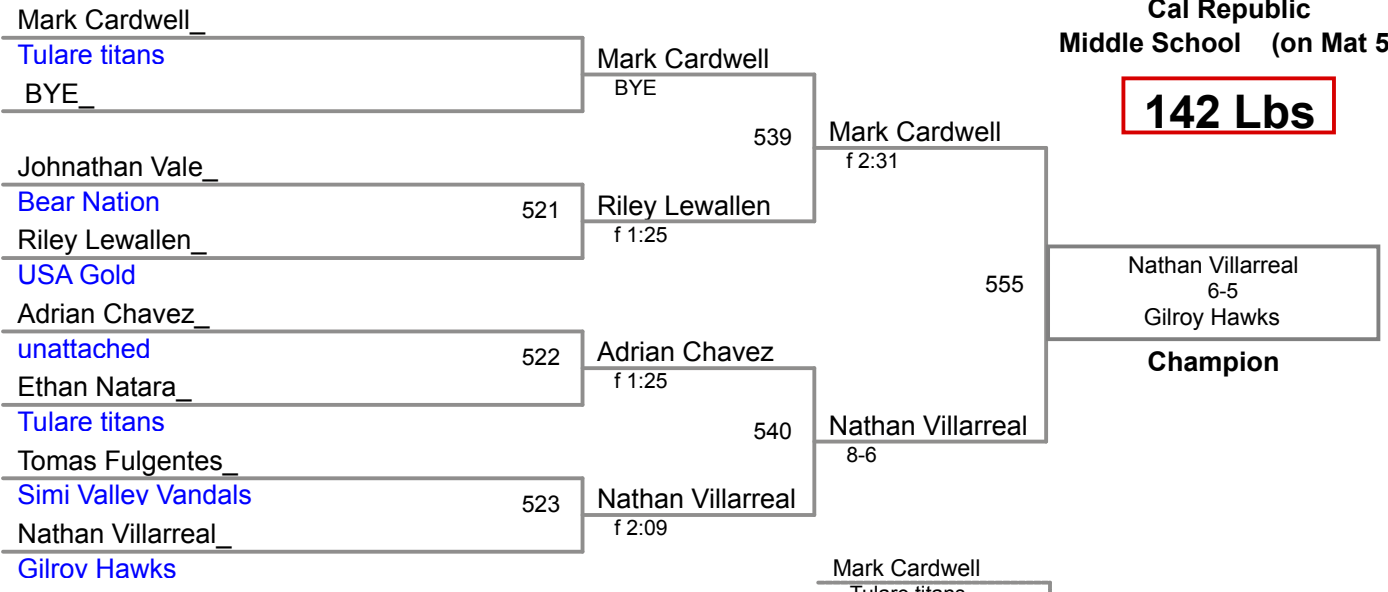 Cal Republic
Middle School (on Mat 5
142 Lbs
Mark Cardwell_
Tulare titans
BYE_
Johnathan Vale_
Bear Nation
Riley Lewallen_
USA Gold
Adrian Chavez_
unattached
Ethan Natara_
Tulare titans
Tomas Fulgentes_
Simi Valley Vandals
Nathan Villarreal_
Gilroy Hawks
521
522
523
Mark Cardwell
BYE
Riley Lewallen
f 1:25
Adrian Chavez
f 1:25
Nathan Villarreal
f 2:09
539
540
Mark Cardwell
f 2:31
Nathan Villarreal
8-6
555
Nathan Villarreal
6-5
Gilroy Hawks
Champion
Mark Cardwell
Tulare titans